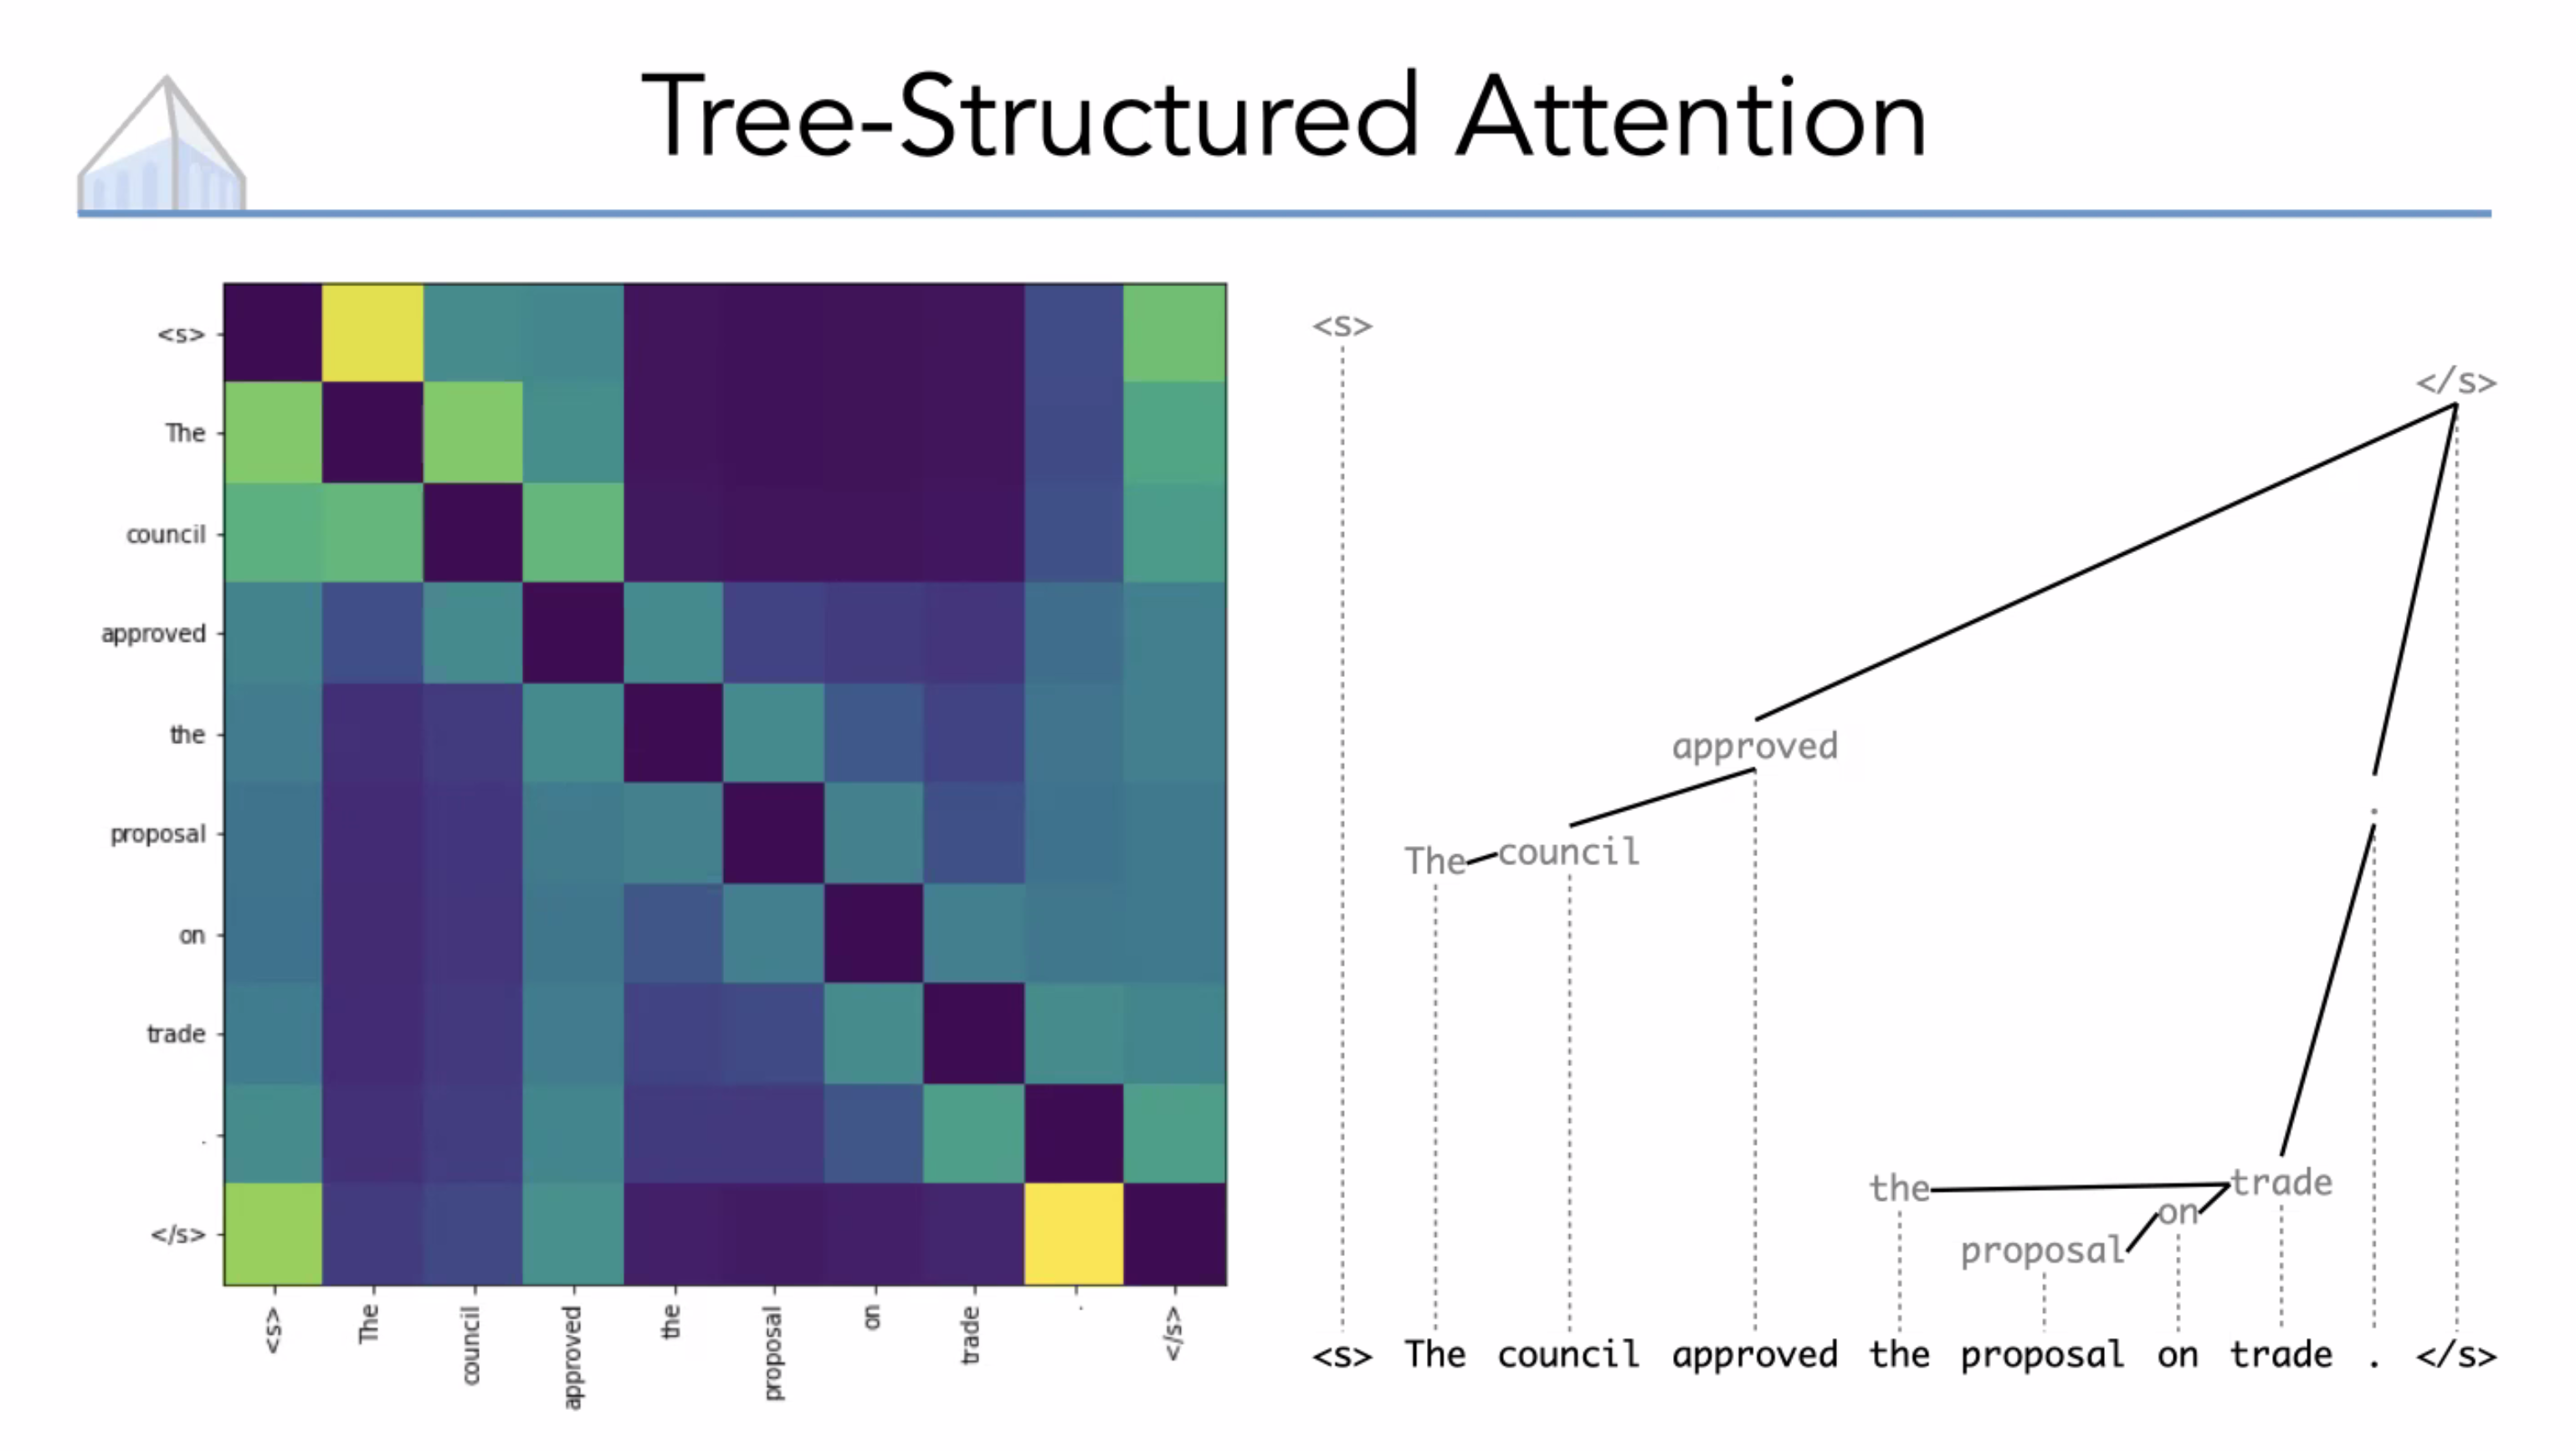 Tree-Structured Attention
<s>
The
council
approved
the
proposal
on
trade
.
</s>
<s> The council approved the proposal on trade . </s>
<s>
</s>
approved
The council
.
the trade
on
proposal
<s> The council approved the proposal on trade . </s>